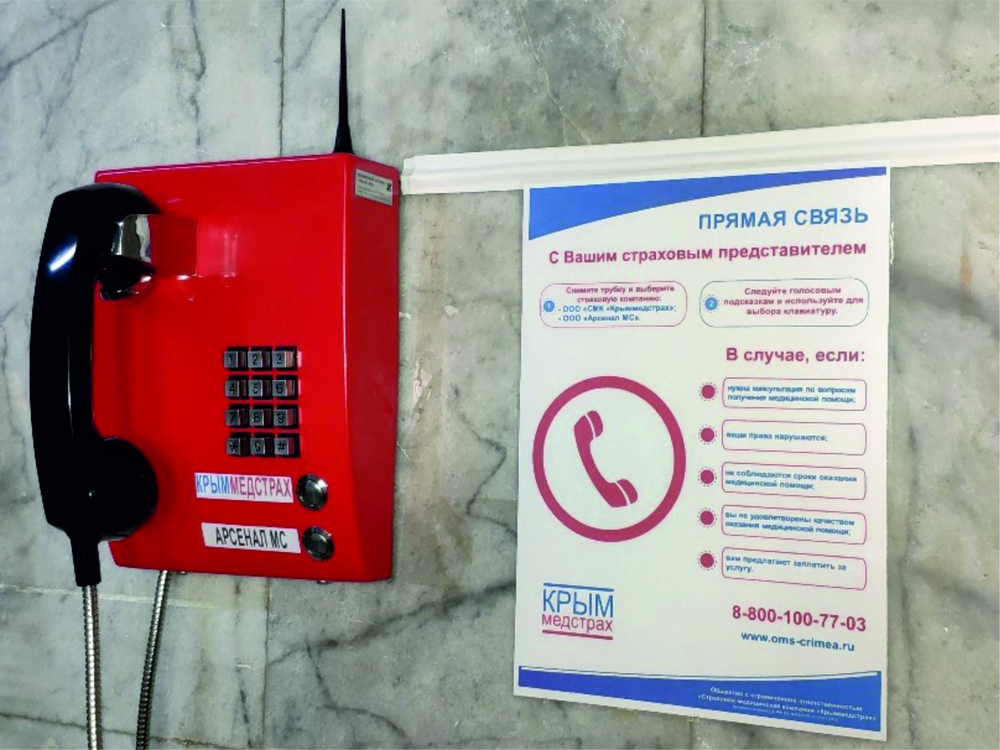 1 2 3
4 5 6
7 8 9
* 0 #
КРЫММЕДСТРАХ
АРСЕНАЛ МС
ПРЯМАЯ СВЯЗЬ
С Вашим страховым представителем
1
Снимите трубку и выберите
страховую компанию:
- ООО «СМК «Крыммедстрах»;
- ООО «Арсенал МС».
2
Следуйте голосовым
подсказкам и используйте для
выбора клавиатуру.
В случае, если:
нужна консультация по вопросам
получения медицинской помощи;
ваши права нарушаются;
не соблюдаются сроки оказания
медицинской помощи;
вы не удовлетворены качеством
оказания медицинской помощи;
вам предлагают заплатить за
услугу.
КРЫМ
медстрах
8-800-100-77-03
www.oms-crimea.ru
Общество с ограниченной ответственностью
«Страховая медицинская компания «Крыммедстрах»